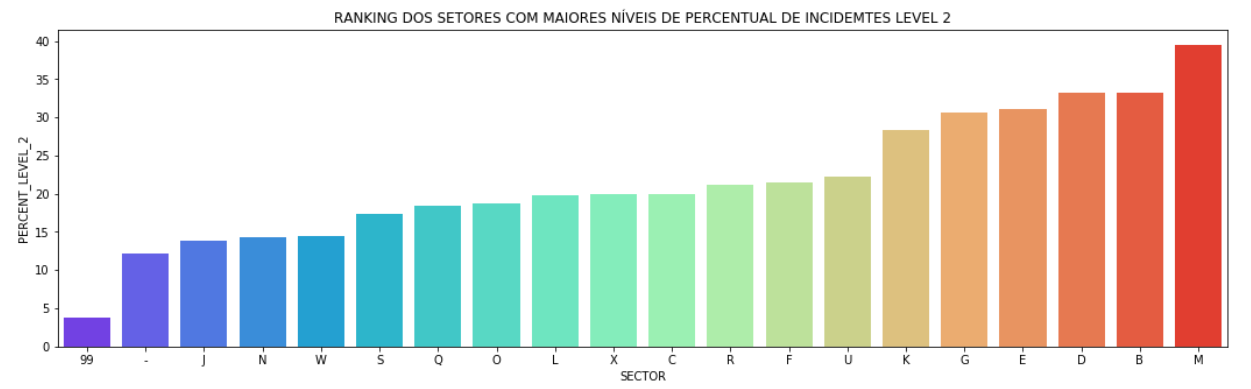 RANKING DOS SETORES COM MAIORES NÍVEIS DE PERCENTUAL DE INCIDEMTES LEVEL 2
PERCENT_LEVEL_2
40
35
30
25
20
15
10
5
0
99 - J N W S Q O L X C R F U K G E D B M
SECTOR